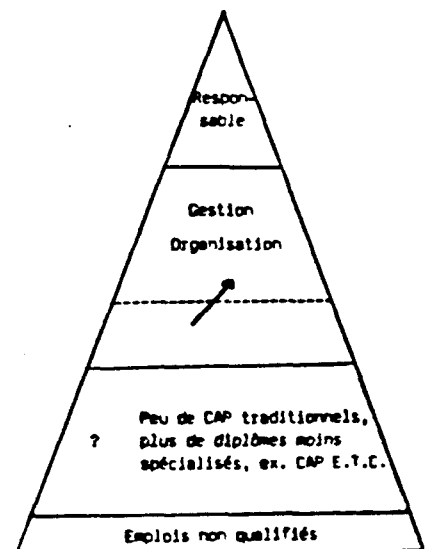 Respon-
sable
Gestion
Organisation
Peu de CAP traditionnels,
? plus de diplômes moins
spécialisés, ex. CAP E.T.C.
Emplois non qualifiés